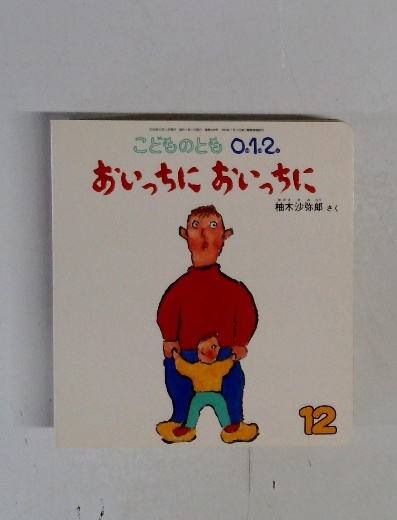 こどものとも 0.1.2.
おいっちに おいっちに
柚木沙弥郎 さく
12